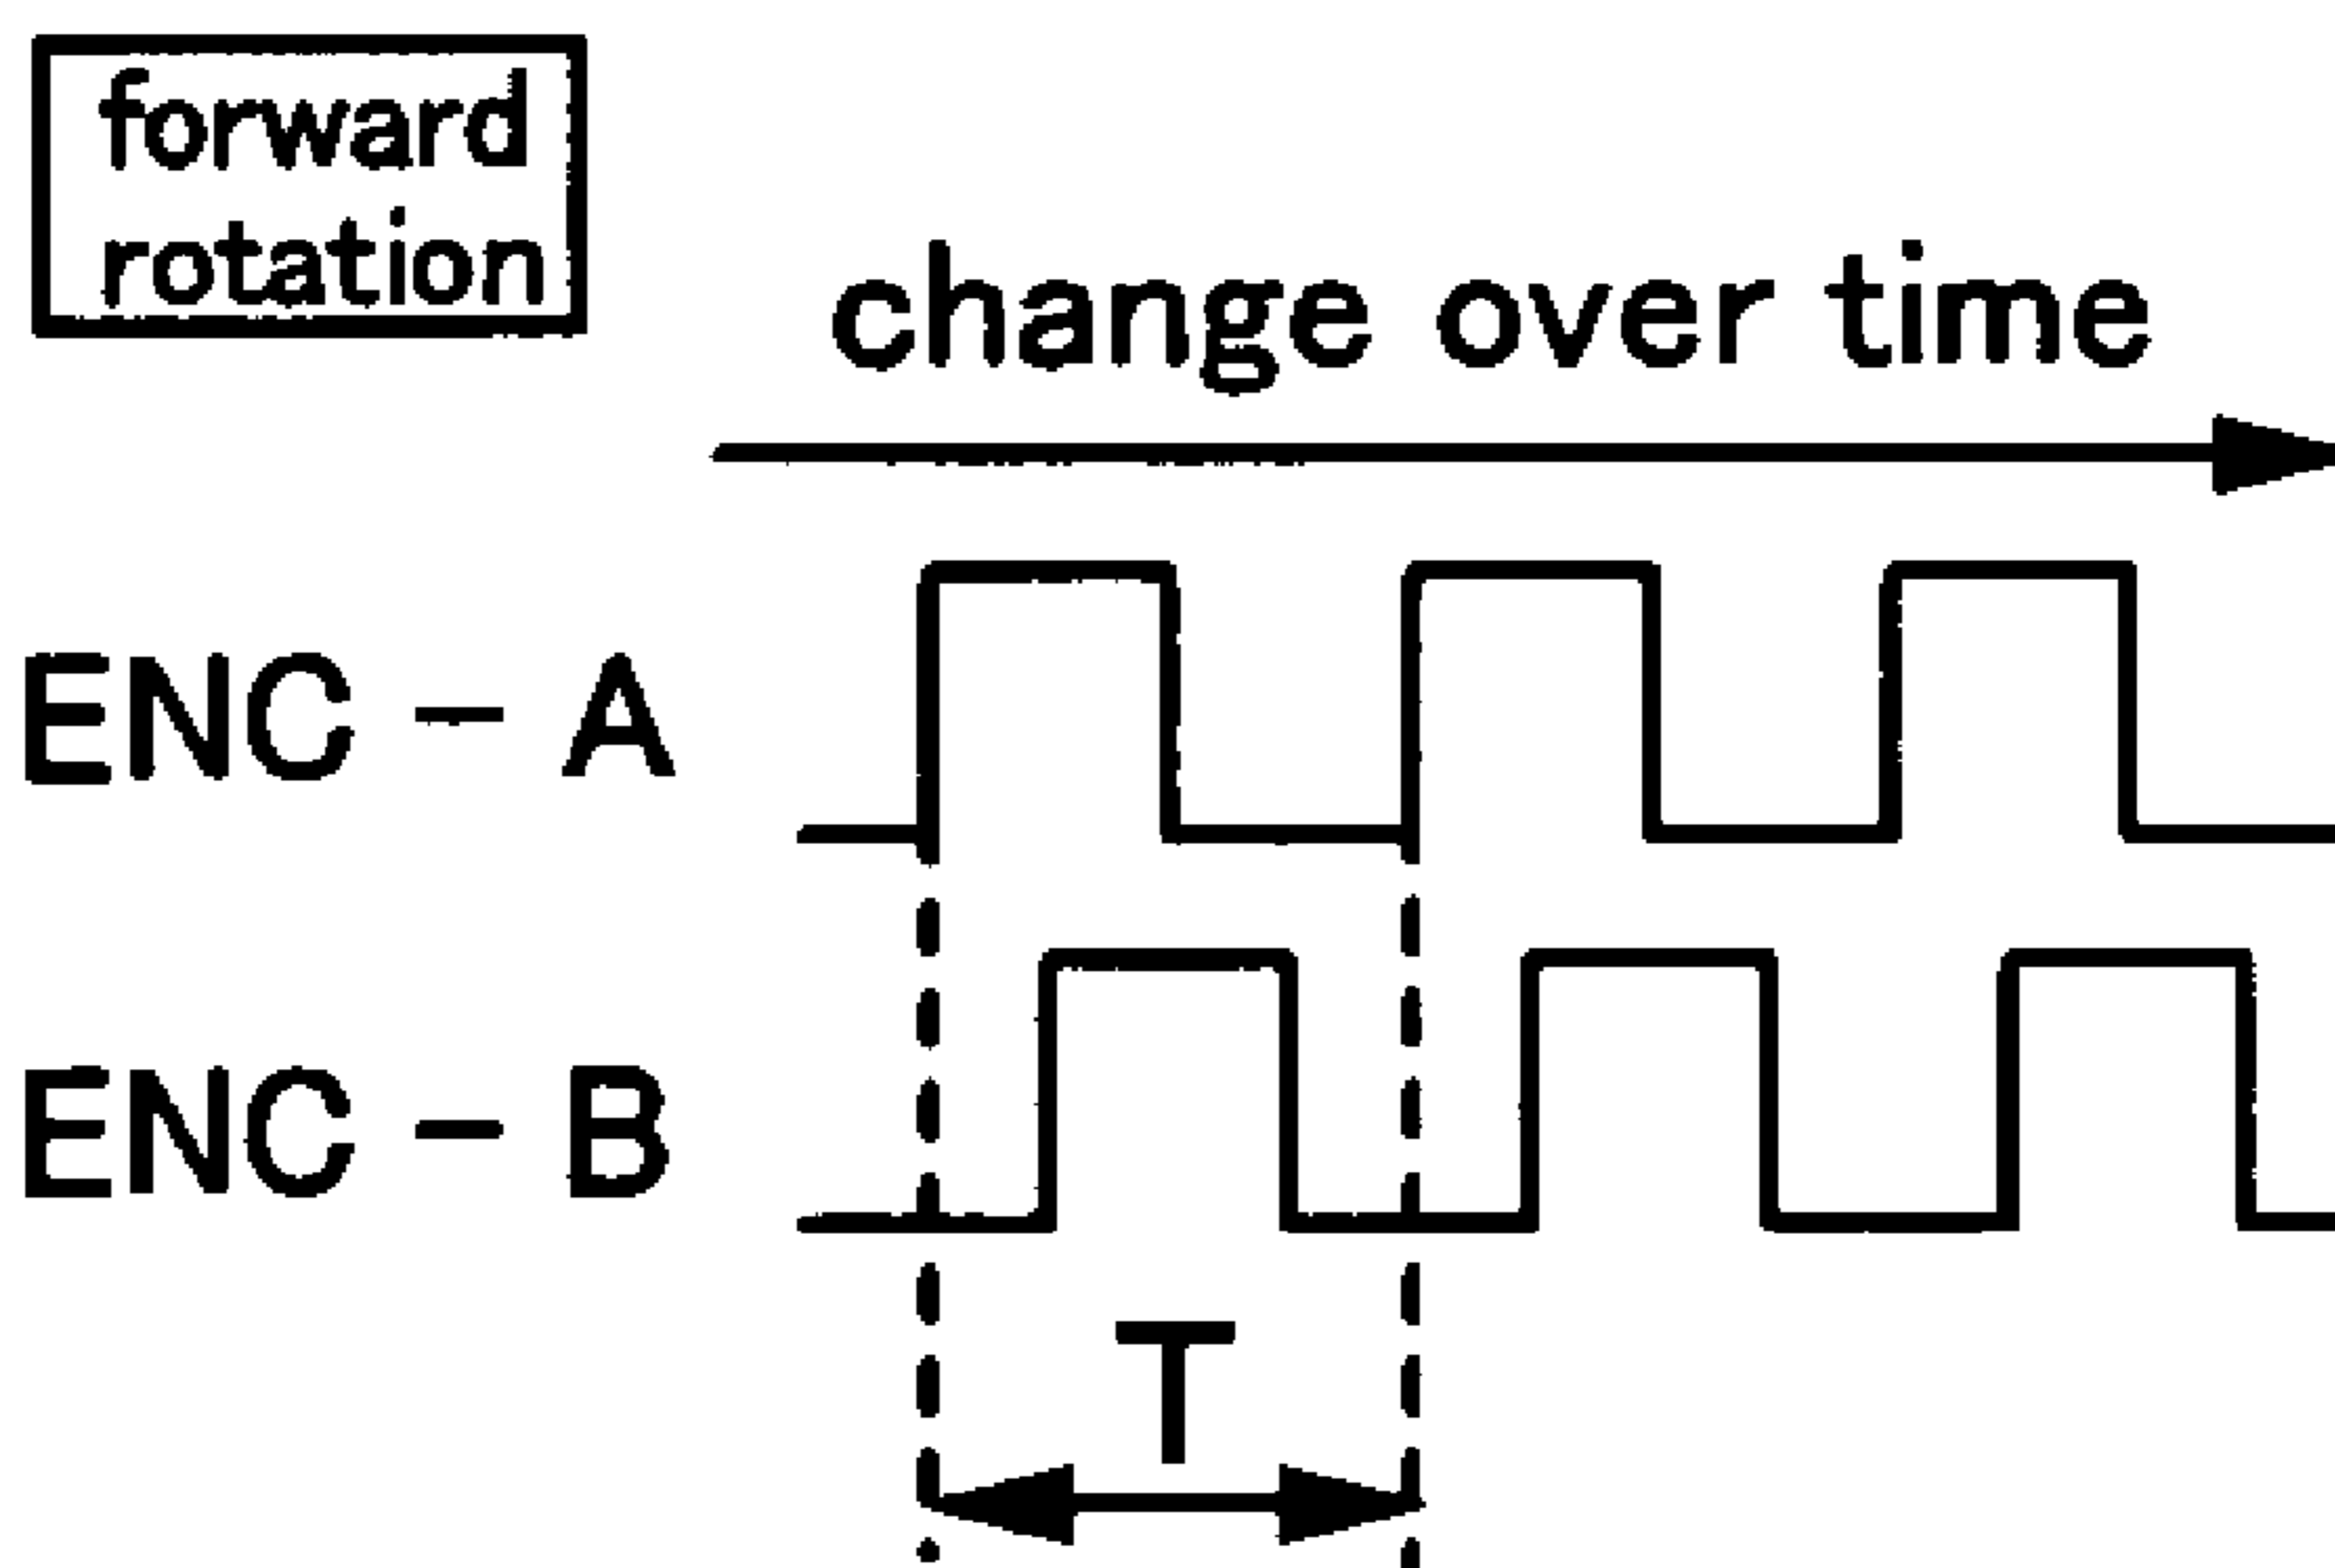 forward
rotation
change over time
ENC - A
ENC - B
T